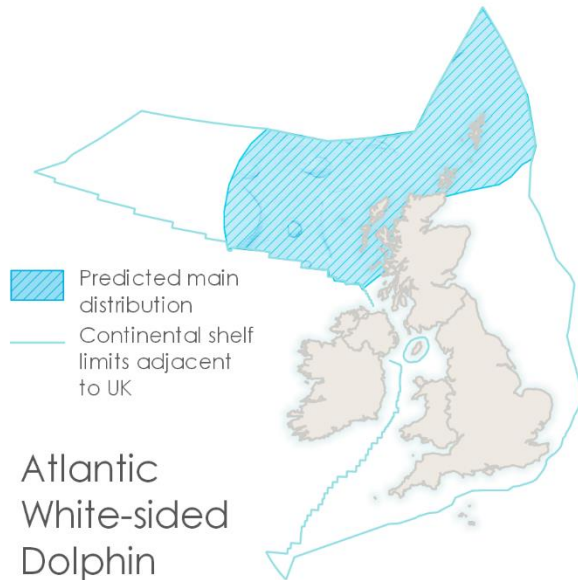 Predicted main
distribution
Continental shelf
limits adjacent
to UK
Atlantic
White-sided
Dolphin